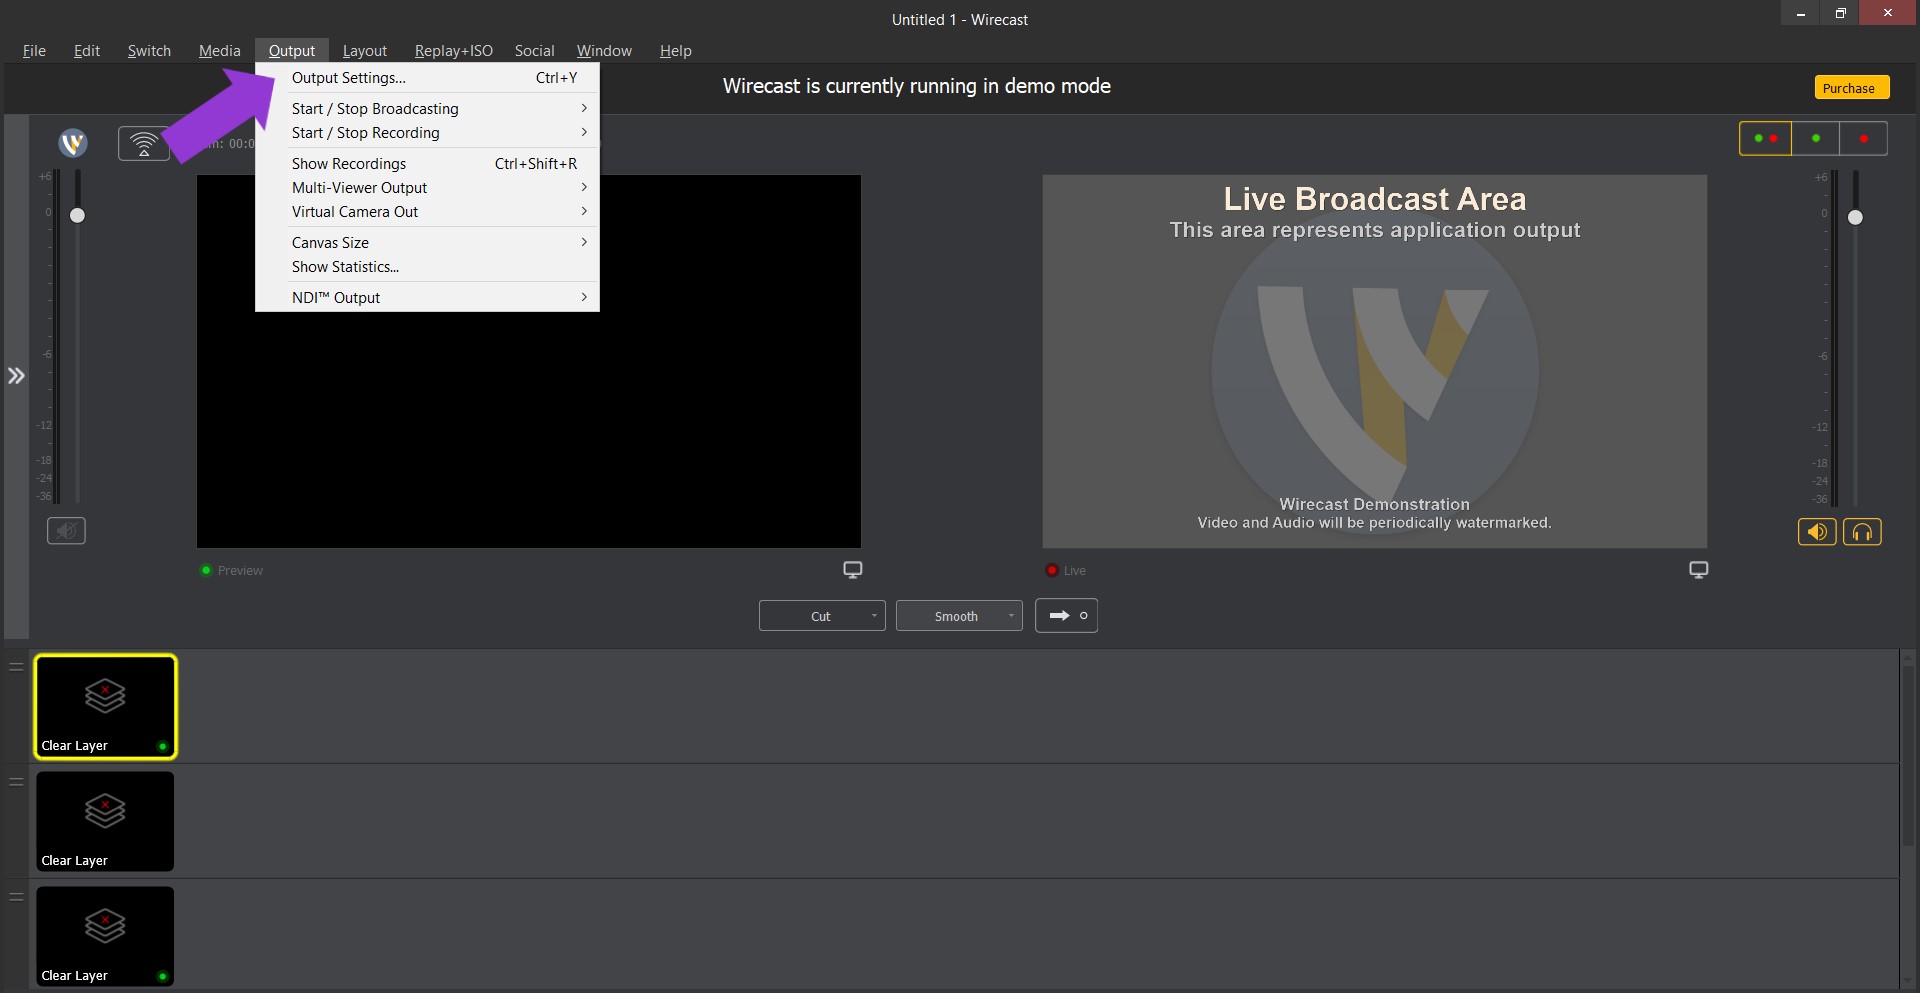 Untitled 1 - Wirecast
File Edit Switch Media Output Layout Replay+ISO Social Window Help
Output Settings... Ctrl+Y
Start / Stop Broadcasting
Start / Stop Recording
Show Recordings Ctrl+Shift+R
Multi-Viewer Output
Virtual Camera Out
Canvas Size
Show Statistics...
NDI™ Output
Wirecast is currently running in demo mode
Purchase
00:0
+6
0
-6
-12
-18
-24
-36
Live Broadcast Area
This area represents application output
Wirecast Demonstration
Video and Audio will be periodically watermarked.
+6
0
-6
-12
-18
-24
-36
Preview
Live
Cut
Smooth
Clear Layer
Clear Layer
Clear Layer